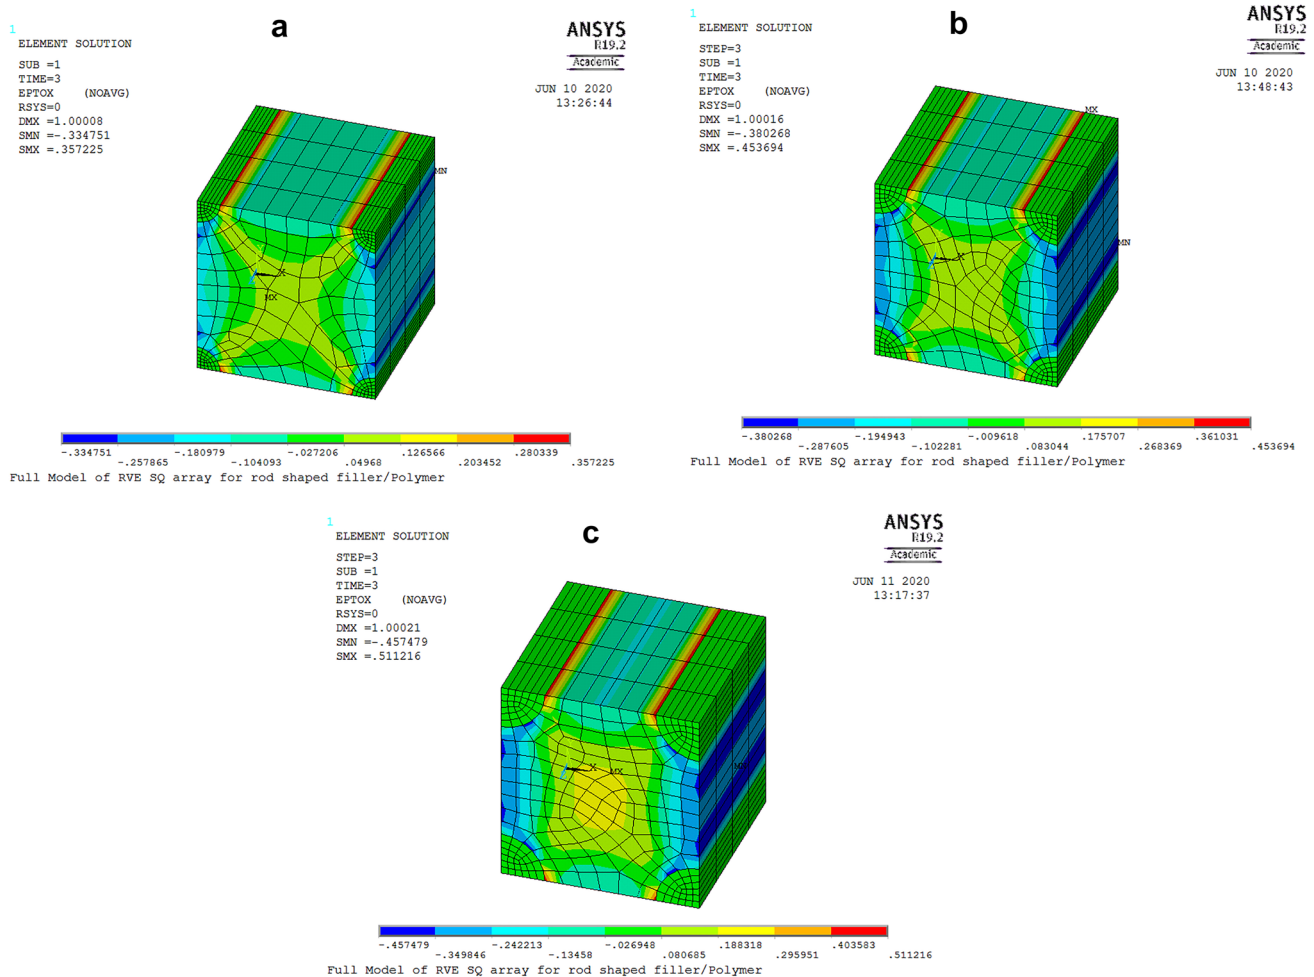 a
1
ELEMENT SOLUTION
SUB =1
TIME=3
EPTOX (NOAVG)
RSYS=0
DMX =1.00008
SMN =-.334751
SMX =.357225
ANSYS
R19.2
Academic
JUN 10 2020
13:26:44
MN
X
MX
-.334751 -.180979 -.027206 .126566 .280339
-.257865 -.104093 .04968 .203452 .357225
Full Model of RVE SQ array for rod shaped filler/Polymer
b
1
ELEMENT SOLUTION
STEP=3
SUB =1
TIME=3
EPTOX (NOAVG)
RSYS=0
DMX =1.00016
SMN =-.380268
SMX =.453694
ANSYS
R19.2
Academic
JUN 10 2020
13:48:43
MX
MN
X
-.380268 -.194943 -.009618 .175707 .361031
-.287605 -.102281 .083044 .268369 .453694
Full Model of RVE SQ array for rod shaped filler/Polymer
c
1
ELEMENT SOLUTION
STEP=3
SUB =1
TIME=3
EPTOX (NOAVG)
RSYS=0
DMX =1.00021
SMN =-.457479
SMX =.511216
ANSYS
R19.2
Academic
JUN 11 2020
13:17:37
X
MX
MN
-.457479 -.242213 -.026948 .188318 .403583
-.349846 -.13458 .080685 .295951 .511216
Full Model of RVE SQ array for rod shaped filler/Polymer